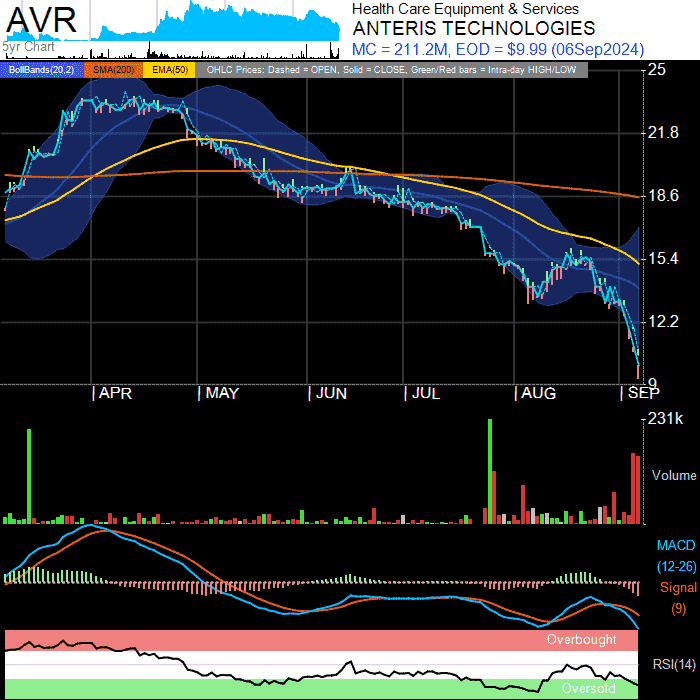 AVR
5yr Chart
Health Care Equipment & Services
ANTERIS TECHNOLOGIES
MC = 211.2M, EOD = $9.99 (06Sep2024)
BollBands(20,2) SMA(200) EMA(50) OHLC Prices: Dashed = OPEN, Solid = CLOSE, Green/Red bars = Intra-day HIGH/LOW
25
21.8
18.6
15.4
12.2
9
| APR | MAY | JUN | JUL | AUG | SEP
231k
Volume
MACD
(12-26)
Signal
(9)
Overbought
RSI(14)
Oversold